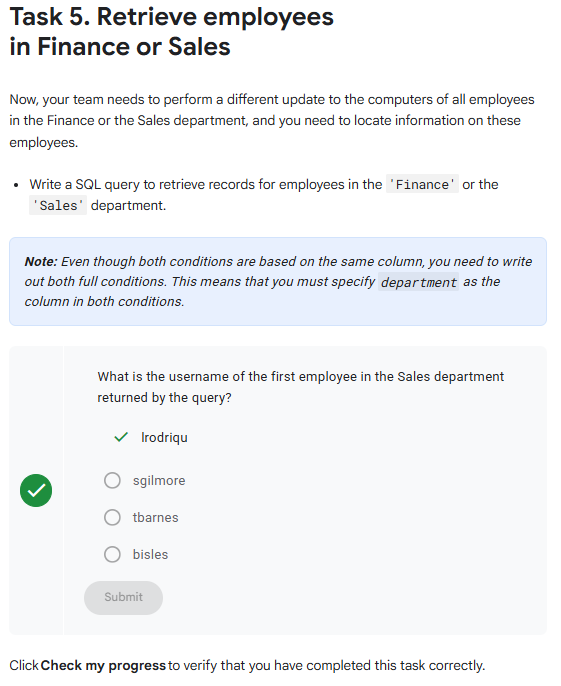 Task 5. Retrieve employees
in Finance or Sales
Now, your team needs to perform a different update to the computers of all employees
in the Finance or the Sales department, and you need to locate information on these
employees.
• Write a SQL query to retrieve records for employees in the 'Finance' or the
'Sales' department.
Note: Even though both conditions are based on the same column, you need to write
out both full conditions. This means that you must specify department as the
column in both conditions.
What is the username of the first employee in the Sales department
returned by the query?
lrodriqu
sgilmore
tbarnes
bisles
Submit
Click Check my progress to verify that you have completed this task correctly.